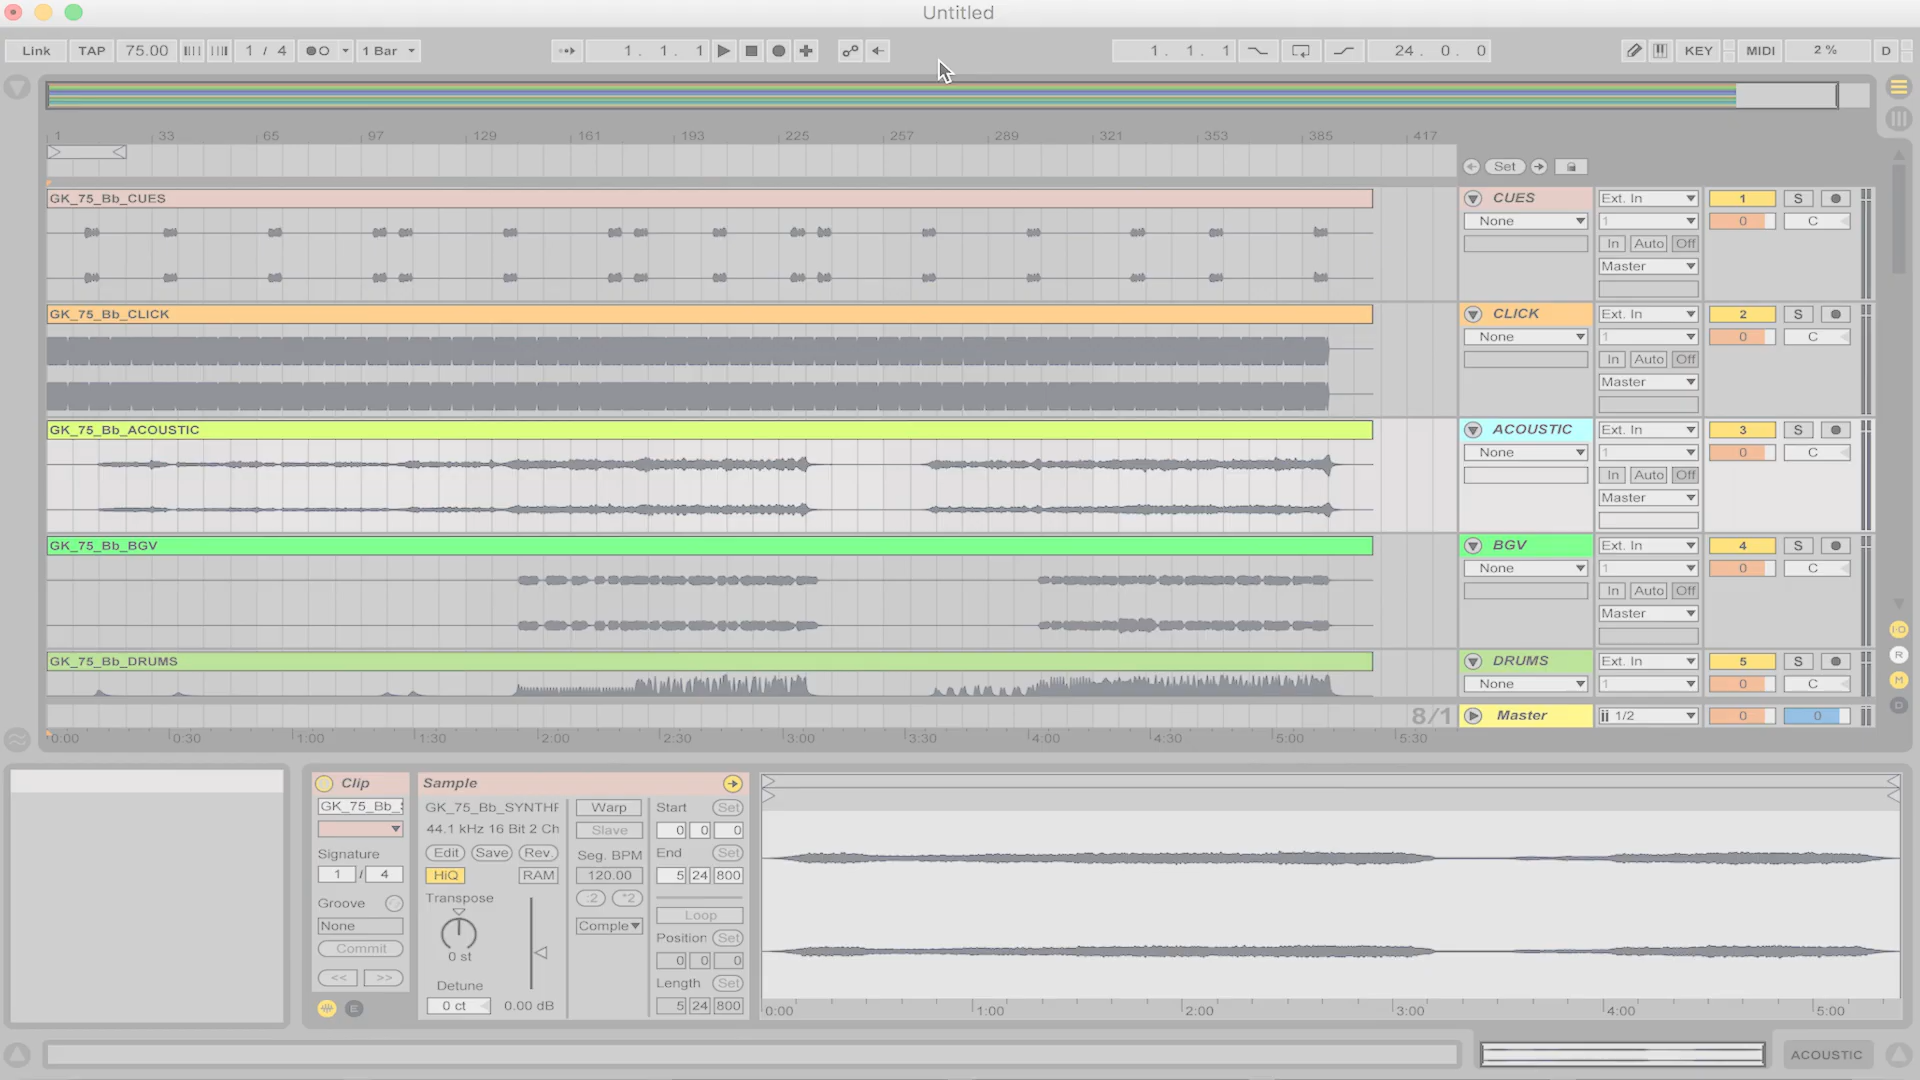 Untitled
Link TAP 75.00 1 / 4 1 Bar 1. 1. 1 1. 1. 1 24. 0. 0 KEY MIDI 2 % D
1 33 65 97 129 161 193 225 257 289 321 353 385 417
Set
GK_75_Bb_CUES CUES Ext. In 1 S
None 1 0 C
In Auto Off
Master
GK_75_Bb_CLICK CLICK Ext. In 2 S
None 1 0 C
In Auto Off
Master
GK_75_Bb_ACOUSTIC ACOUSTIC Ext. In 3 S
None 1 0 C
In Auto Off
Master
GK_75_Bb_BGV BGV Ext. In 4 S
None 1 0 C
In Auto Off
Master
GK_75_Bb_DRUMS DRUMS Ext. In 5 S
None 1 0 C
8/1 Master 1/2 0 0
0:00 0:30 1:00 1:30 2:00 2:30 3:00 3:30 4:00 4:30 5:00 5:30
I·O
R
M
D
Clip Sample
GK_75_Bb_ GK_75_Bb_SYNTHF Warp Start Set
44.1 kHz 16 Bit 2 Ch Slave 0 0 0
Signature Edit Save Rev. Seg. BPM End Set
1 / 4 HiQ RAM 120.00 5 24 800
Groove Transpose :2 *2
None Comple Loop
Commit 0 st Position Set
<< >> 0 0 0
Detune Length Set
E 0 ct 0.00 dB 5 24 800
0:00 1:00 2:00 3:00 4:00 5:00
ACOUSTIC